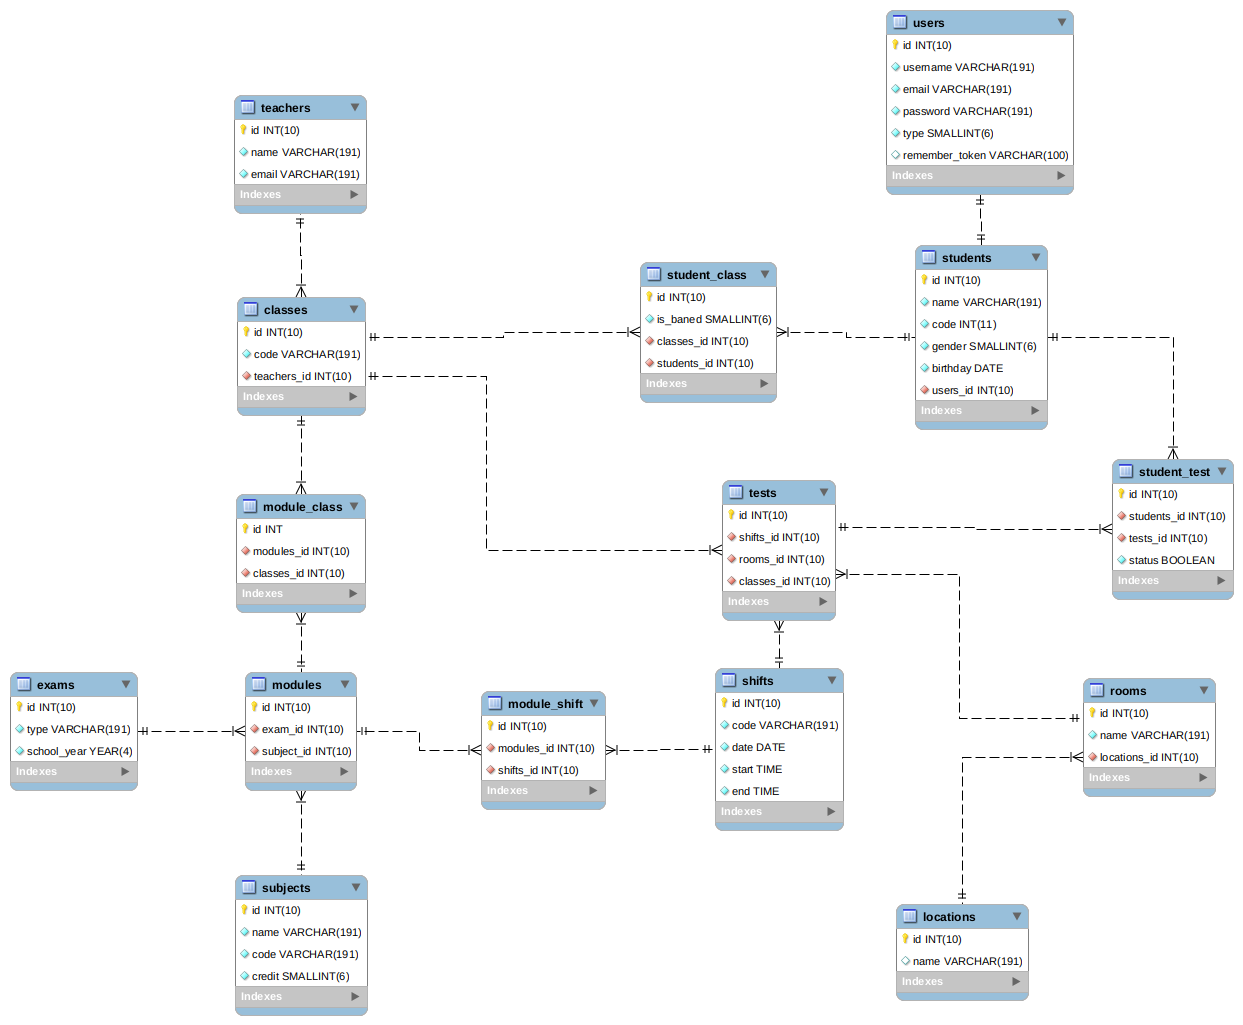 users
id INT(10)
username VARCHAR(191)
email VARCHAR(191)
password VARCHAR(191)
type SMALLINT(6)
remember_token VARCHAR(100)
Indexes
teachers
id INT(10)
name VARCHAR(191)
email VARCHAR(191)
Indexes
students
id INT(10)
name VARCHAR(191)
code INT(11)
gender SMALLINT(6)
birthday DATE
users_id INT(10)
Indexes
student_class
id INT(10)
is_baned SMALLINT(6)
classes_id INT(10)
students_id INT(10)
Indexes
classes
id INT(10)
code VARCHAR(191)
teachers_id INT(10)
Indexes
student_test
id INT(10)
students_id INT(10)
tests_id INT(10)
status BOOLEAN
Indexes
tests
id INT(10)
shifts_id INT(10)
rooms_id INT(10)
classes_id INT(10)
Indexes
module_class
id INT
modules_id INT(10)
classes_id INT(10)
Indexes
exams
id INT(10)
type VARCHAR(191)
school_year YEAR(4)
Indexes
modules
id INT(10)
exam_id INT(10)
subject_id INT(10)
Indexes
module_shift
id INT(10)
modules_id INT(10)
shifts_id INT(10)
Indexes
shifts
id INT(10)
code VARCHAR(191)
date DATE
start TIME
end TIME
Indexes
rooms
id INT(10)
name VARCHAR(191)
locations_id INT(10)
Indexes
subjects
id INT(10)
name VARCHAR(191)
code VARCHAR(191)
credit SMALLINT(6)
Indexes
locations
id INT(10)
name VARCHAR(191)
Indexes